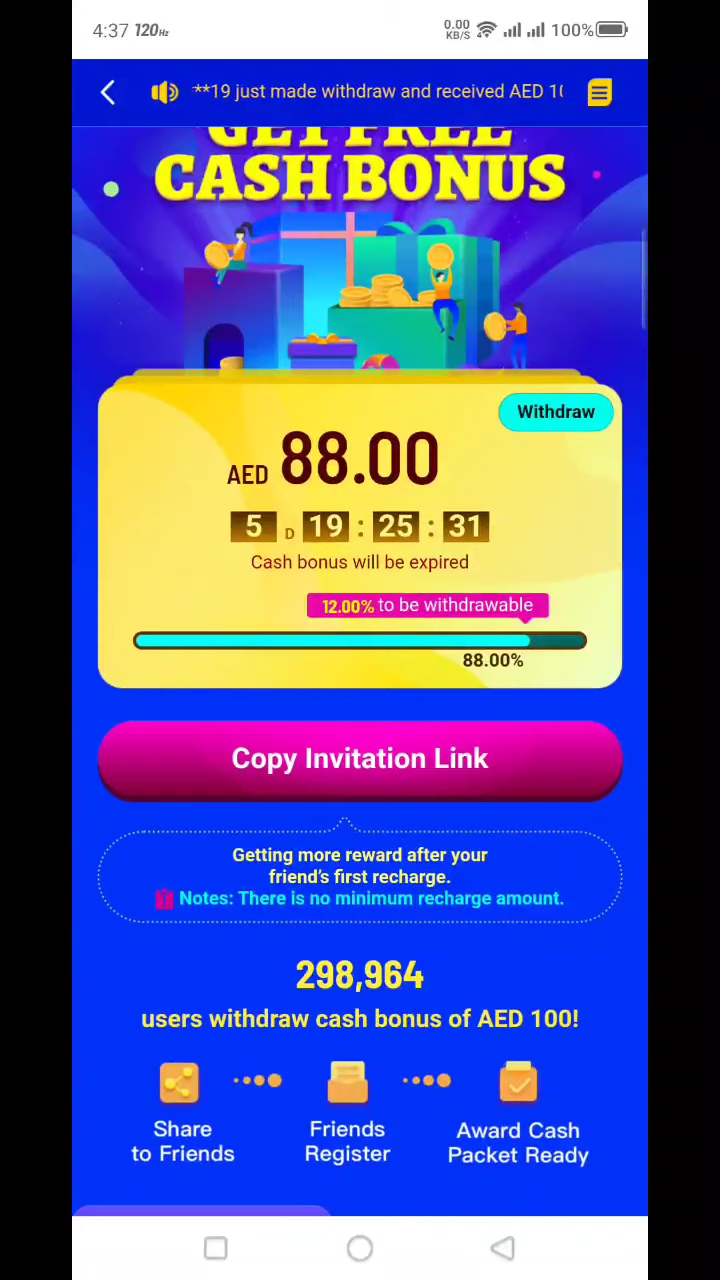 4:37 120Hz 0.00 KB/S 100%
**19 just made withdraw and received AED 10
GET FREE
CASH BONUS
Withdraw
AED 88.00
5 D 19 : 25 : 31
Cash bonus will be expired
12.00% to be withdrawable
88.00%
Copy Invitation Link
Getting more reward after your
friend's first recharge.
Notes: There is no minimum recharge amount.
298,964
users withdraw cash bonus of AED 100!
Share
to Friends
Friends
Register
Award Cash
Packet Ready